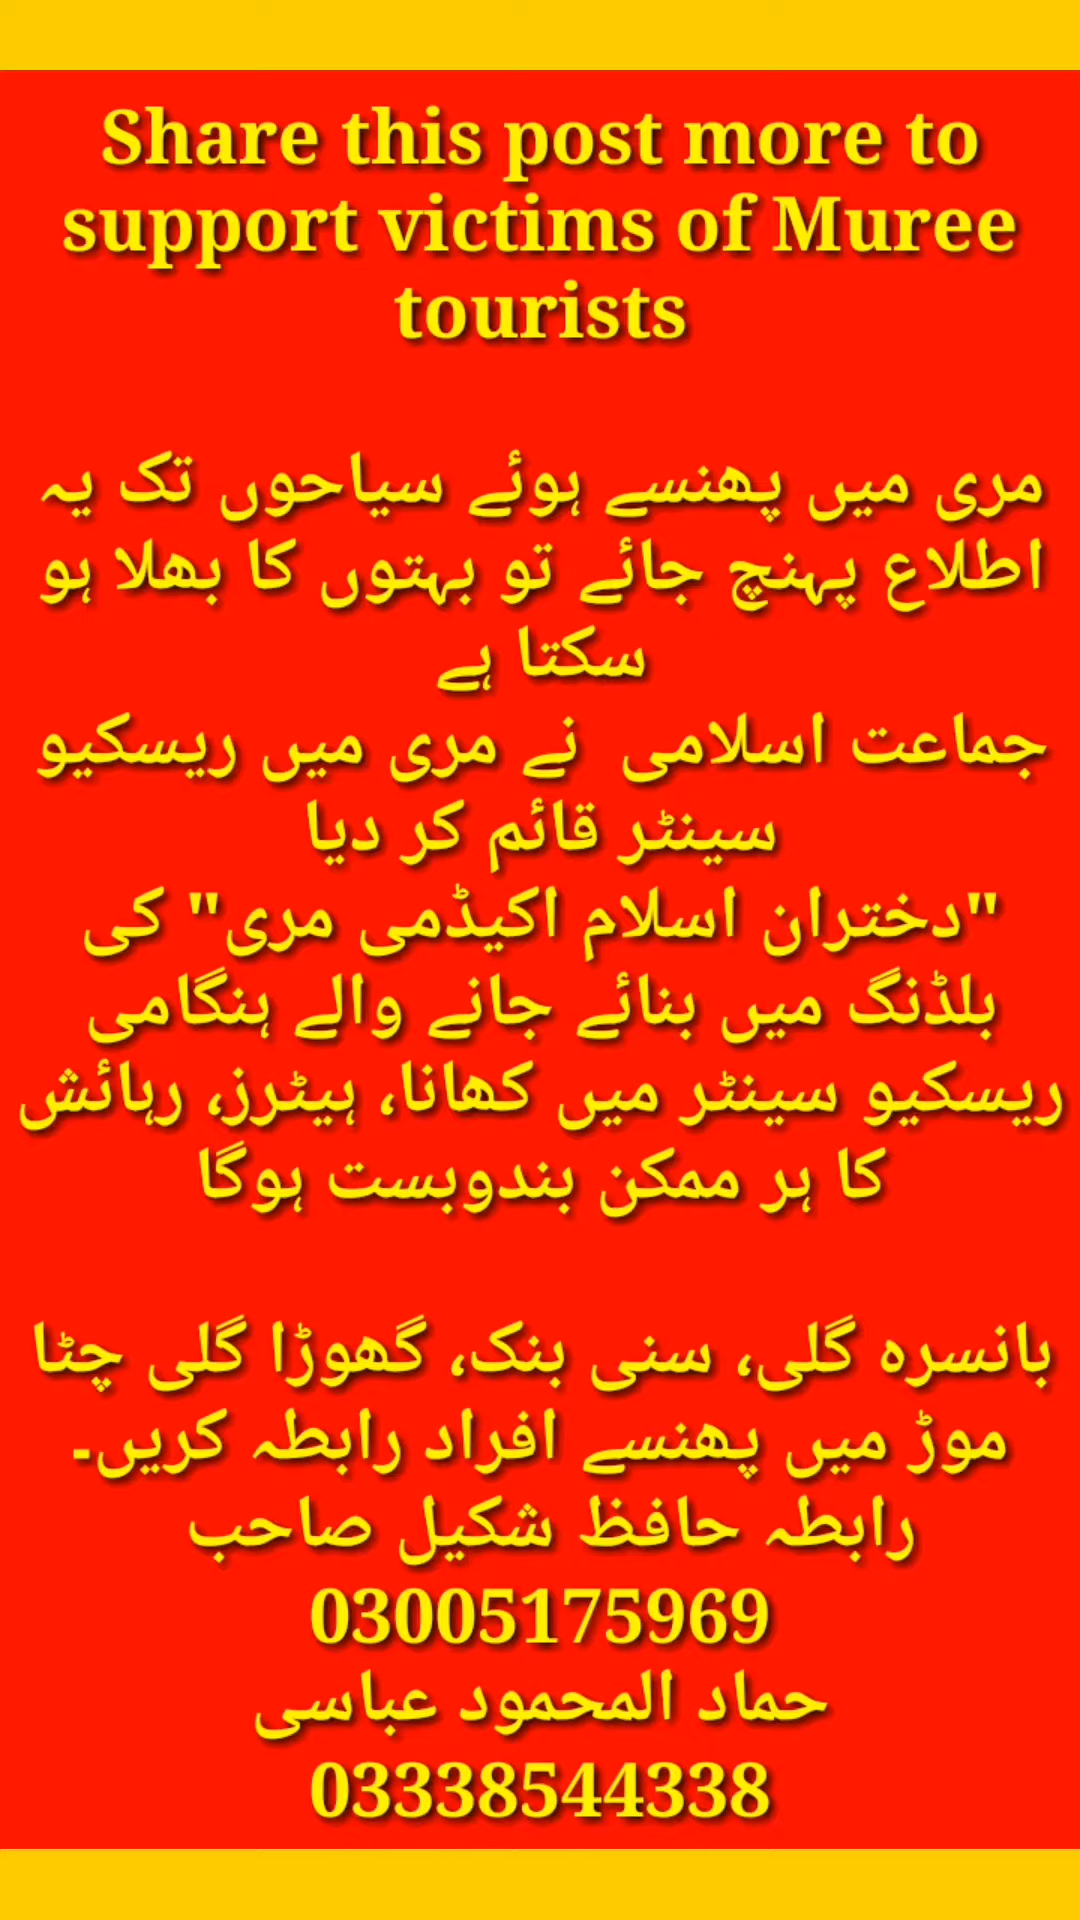 Share this post more to
support victims of Muree
tourists
مری میں پھنسے ہوئے سیاحوں تک یہ
اطلاع پہنچ جائے تو بہتوں کا بھلا ہو
سکتا ہے
جماعت اسلامی نے مری میں ریسکیو
سینٹر قائم کر دیا
"دختران اسلام اکیڈمی مری" کی
بلڈنگ میں بنائے جانے والے ہنگامی
ریسکیو سینٹر میں کھانا، ہیٹرز، رہائش
کا ہر ممکن بندوبست ہوگا
بانسرہ گلی، سنی بنک، گھوڑا گلی چٹا
موڑ میں پھنسے افراد رابطہ کریں۔
رابطہ حافظ شکیل صاحب
03005175969
حماد المحمود عباسی
03338544338